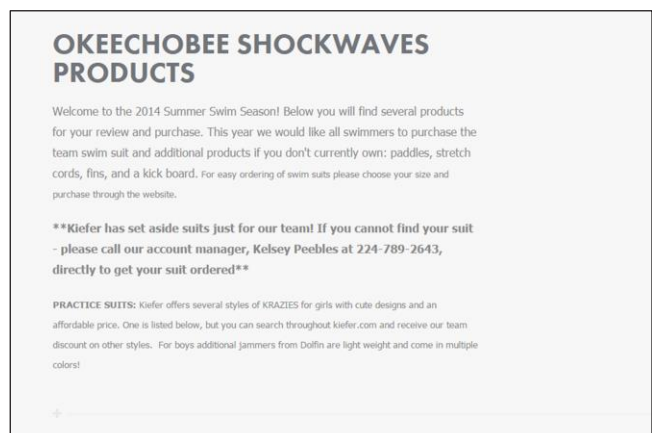 OKEECHOBEE SHOCKWAVES
PRODUCTS
Welcome to the 2014 Summer Swim Season! Below you will find several products
for your review and purchase. This year we would like all swimmers to purchase the
team swim suit and additional products if you don't currently own: paddles, stretch
cords, fins, and a kick board. For easy ordering of swim suits please choose your size and
purchase through the website.
**Kiefer has set aside suits just for our team! If you cannot find your suit
- please call our account manager, Kelsey Peebles at 224-789-2643,
directly to get your suit ordered**
PRACTICE SUITS: Kiefer offers several styles of KRAZIES for girls with cute designs and an
affordable price. One is listed below, but you can search throughout kiefer.com and receive our team
discount on other styles. For boys additional jammers from Dolfin are light weight and come in multiple
colors!